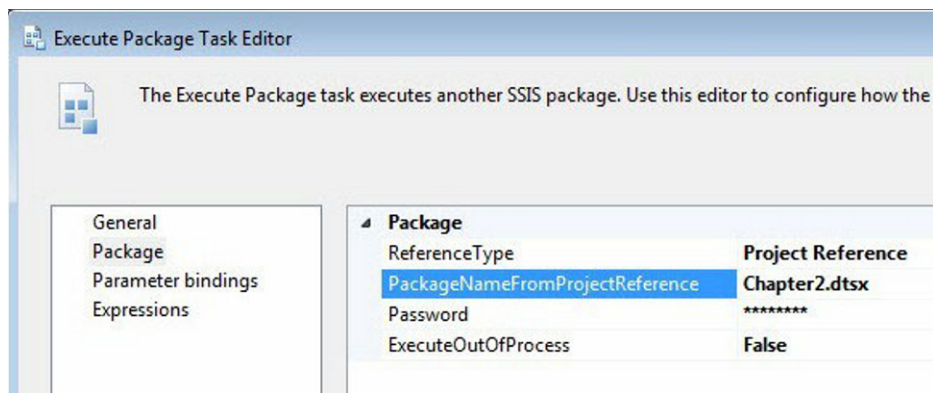 Execute Package Task Editor
The Execute Package task executes another SSIS package. Use this editor to configure how the
General
Package
Parameter bindings
Expressions
Package
ReferenceType Project Reference
PackageNameFromProjectReference Chapter2.dtsx
Password ********
ExecuteOutOfProcess False